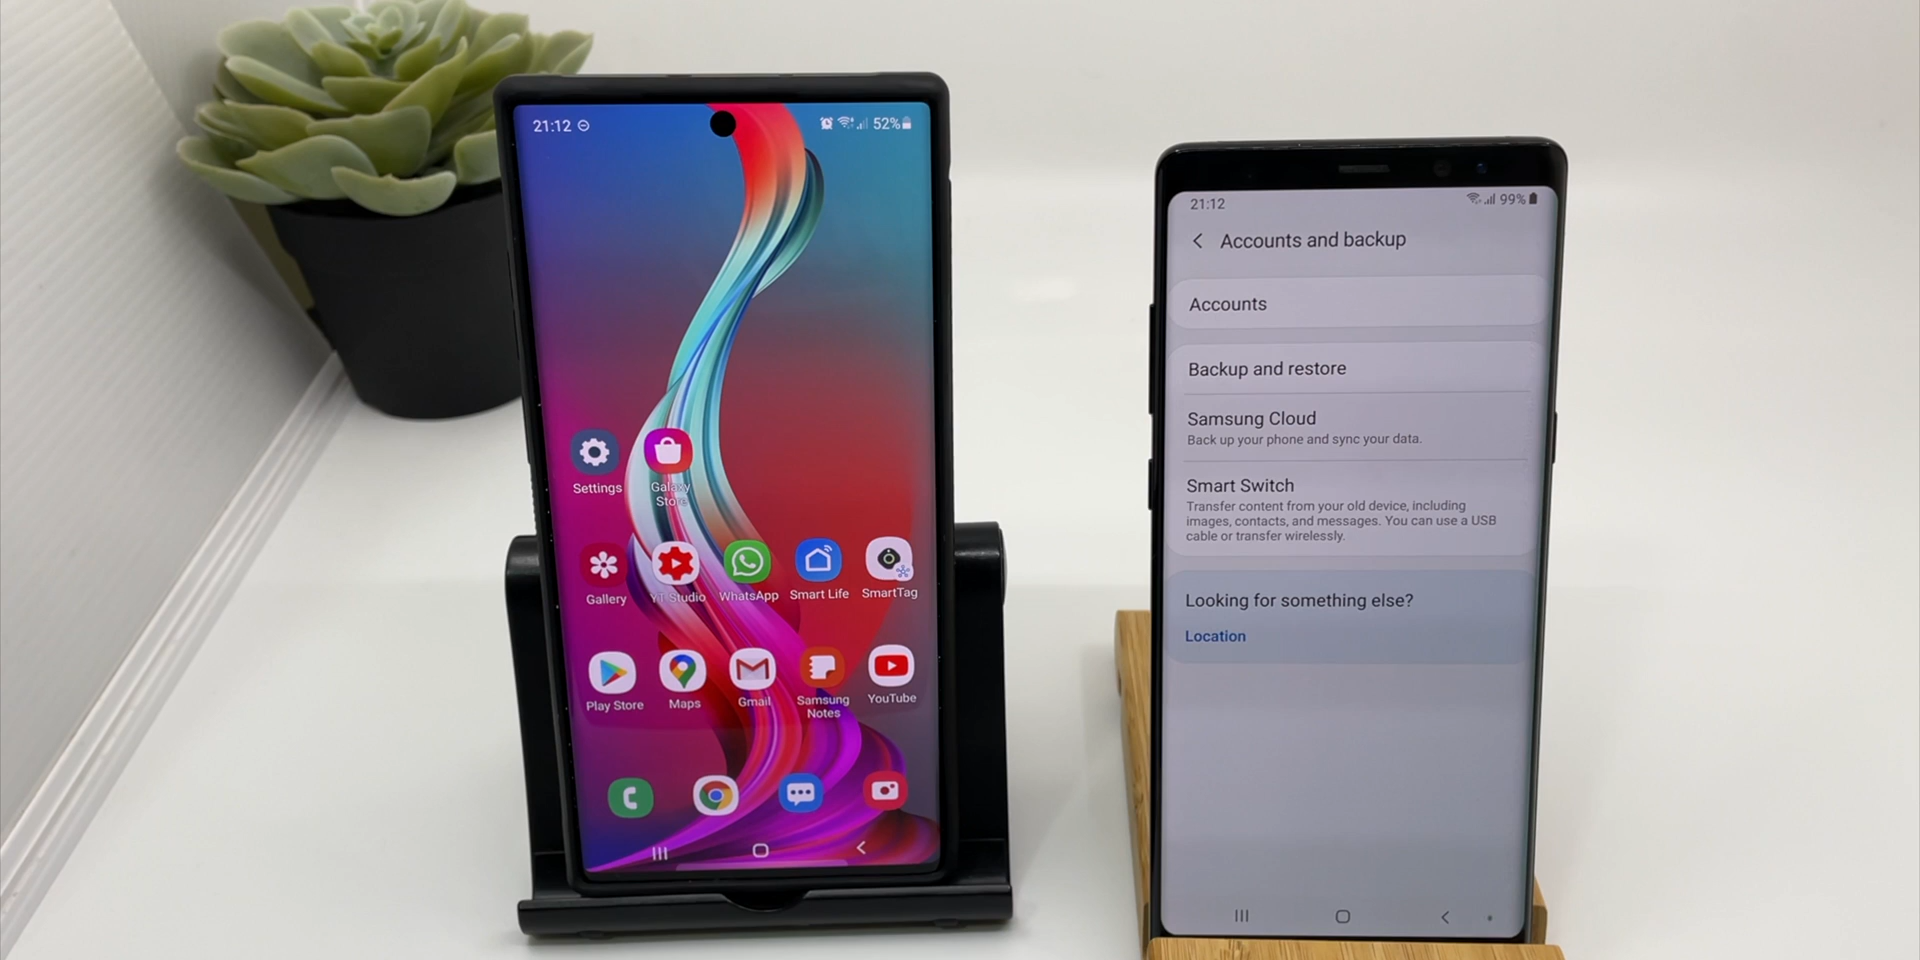 21:12
52%
Settings
Galaxy
Store
Gallery
YT Studio
WhatsApp
Smart Life
SmartTag
Play Store
Maps
Gmail
Samsung
Notes
YouTube
21:12
99%
Accounts and backup
Accounts
Backup and restore
Samsung Cloud
Back up your phone and sync your data.
Smart Switch
Transfer content from your old device, including
images, contacts, and messages. You can use a USB
cable or transfer wirelessly.
Looking for something else?
Location